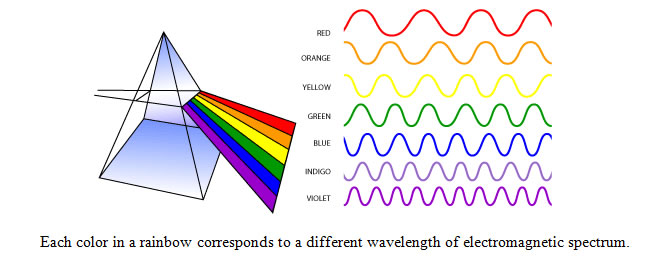 RED
ORANGE
YELLOW
GREEN
BLUE
INDIGO
VIOLET
Each color in a rainbow corresponds to a different wavelength of electromagnetic spectrum.